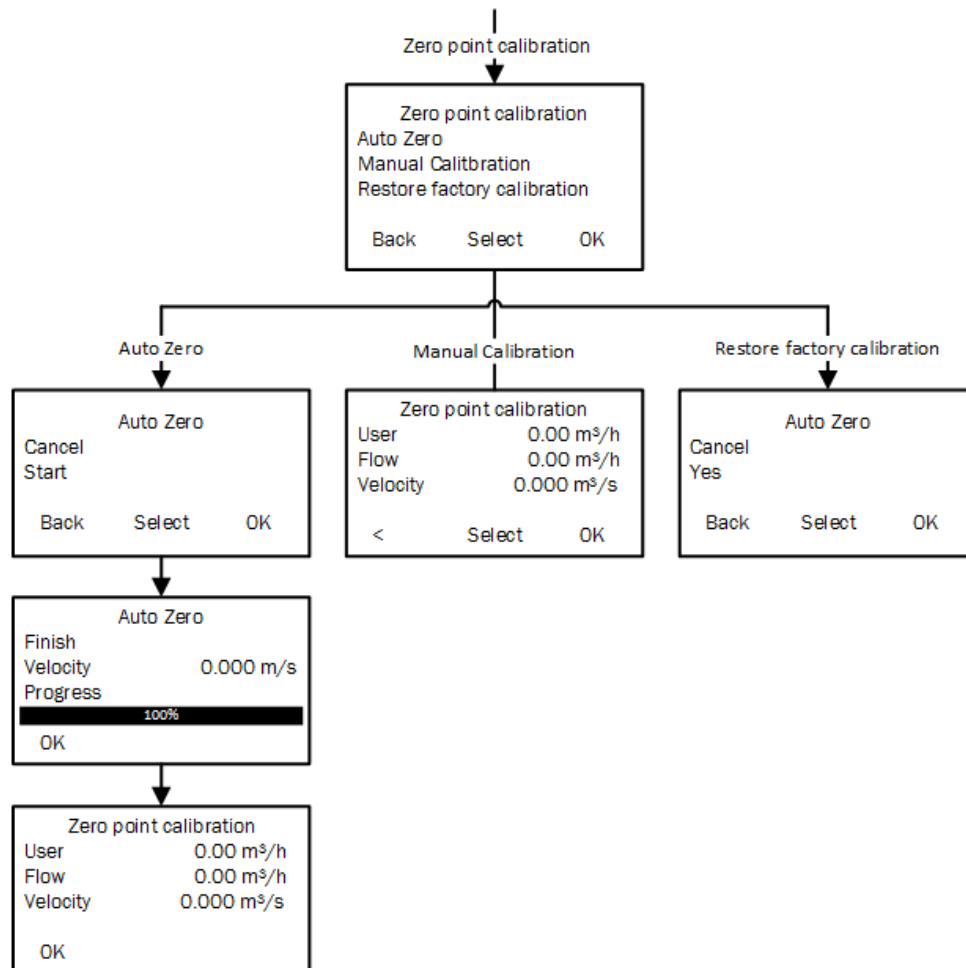 Zero point calibration
Zero point calibration
Auto Zero
Manual Calitbration
Restore factory calibration
Back Select OK
Auto Zero
Manual Calibration
Restore factory calibration
Auto Zero
Cancel
Start
Back Select OK
Zero point calibration
User 0.00 m³/h
Flow 0.00 m³/h
Velocity 0.000 m³/s
< Select OK
Auto Zero
Cancel
Yes
Back Select OK
Auto Zero
Finish
Velocity 0.000 m/s
Progress
100%
OK
Zero point calibration
User 0.00 m³/h
Flow 0.00 m³/h
Velocity 0.000 m³/s
OK